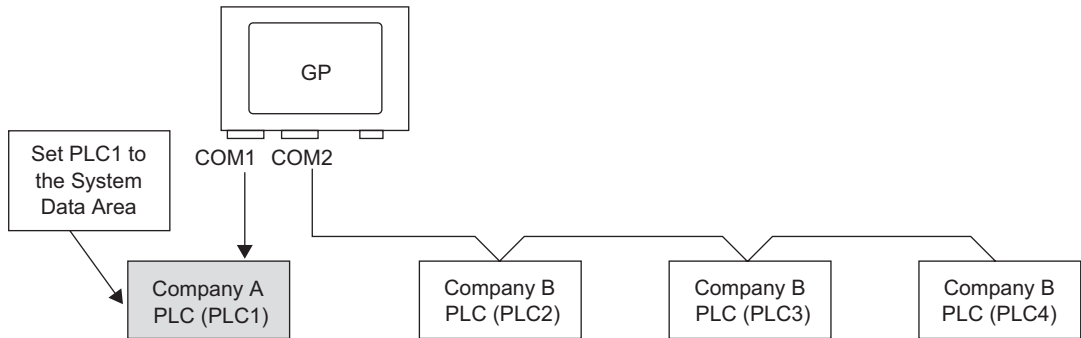 GP
COM1 COM2
Set PLC1 to
the System
Data Area
Company A
PLC (PLC1)
Company B
PLC (PLC2)
Company B
PLC (PLC3)
Company B
PLC (PLC4)